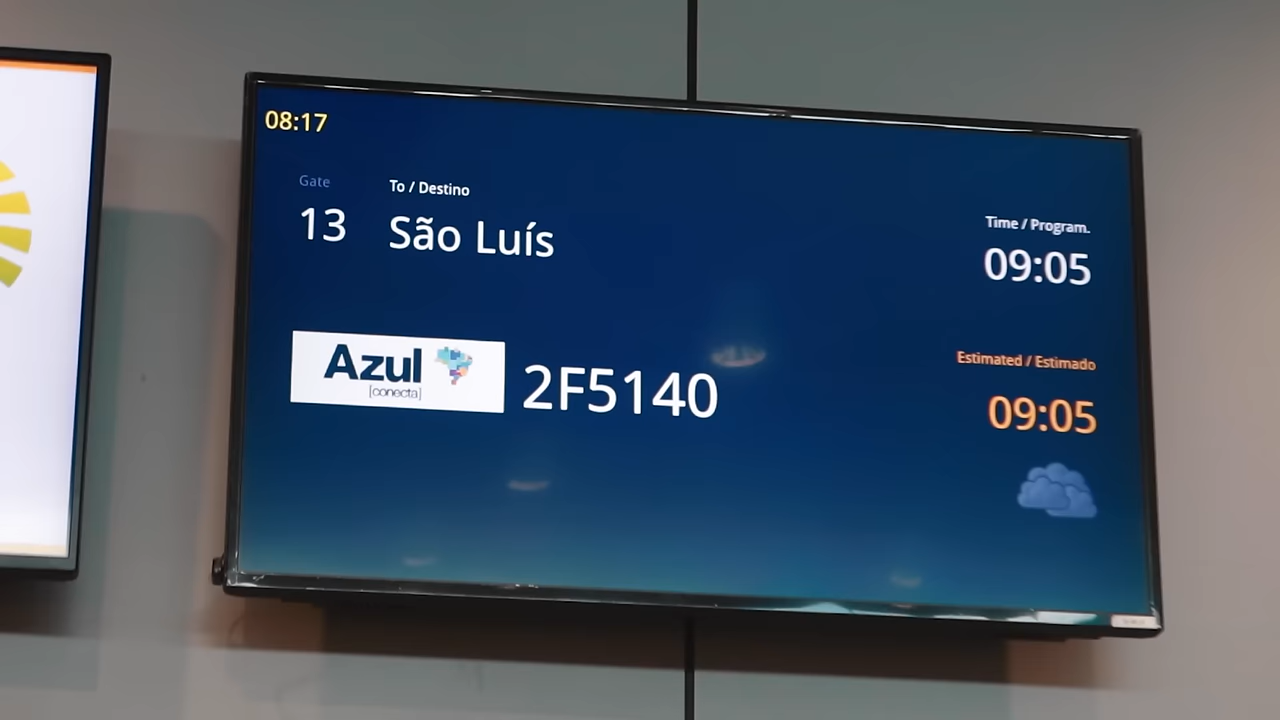 08:17
Gate
To / Destino
13
São Luís
Time / Program.
09:05
Azul
[conecta]
2F5140
Estimated / Estimado
09:05